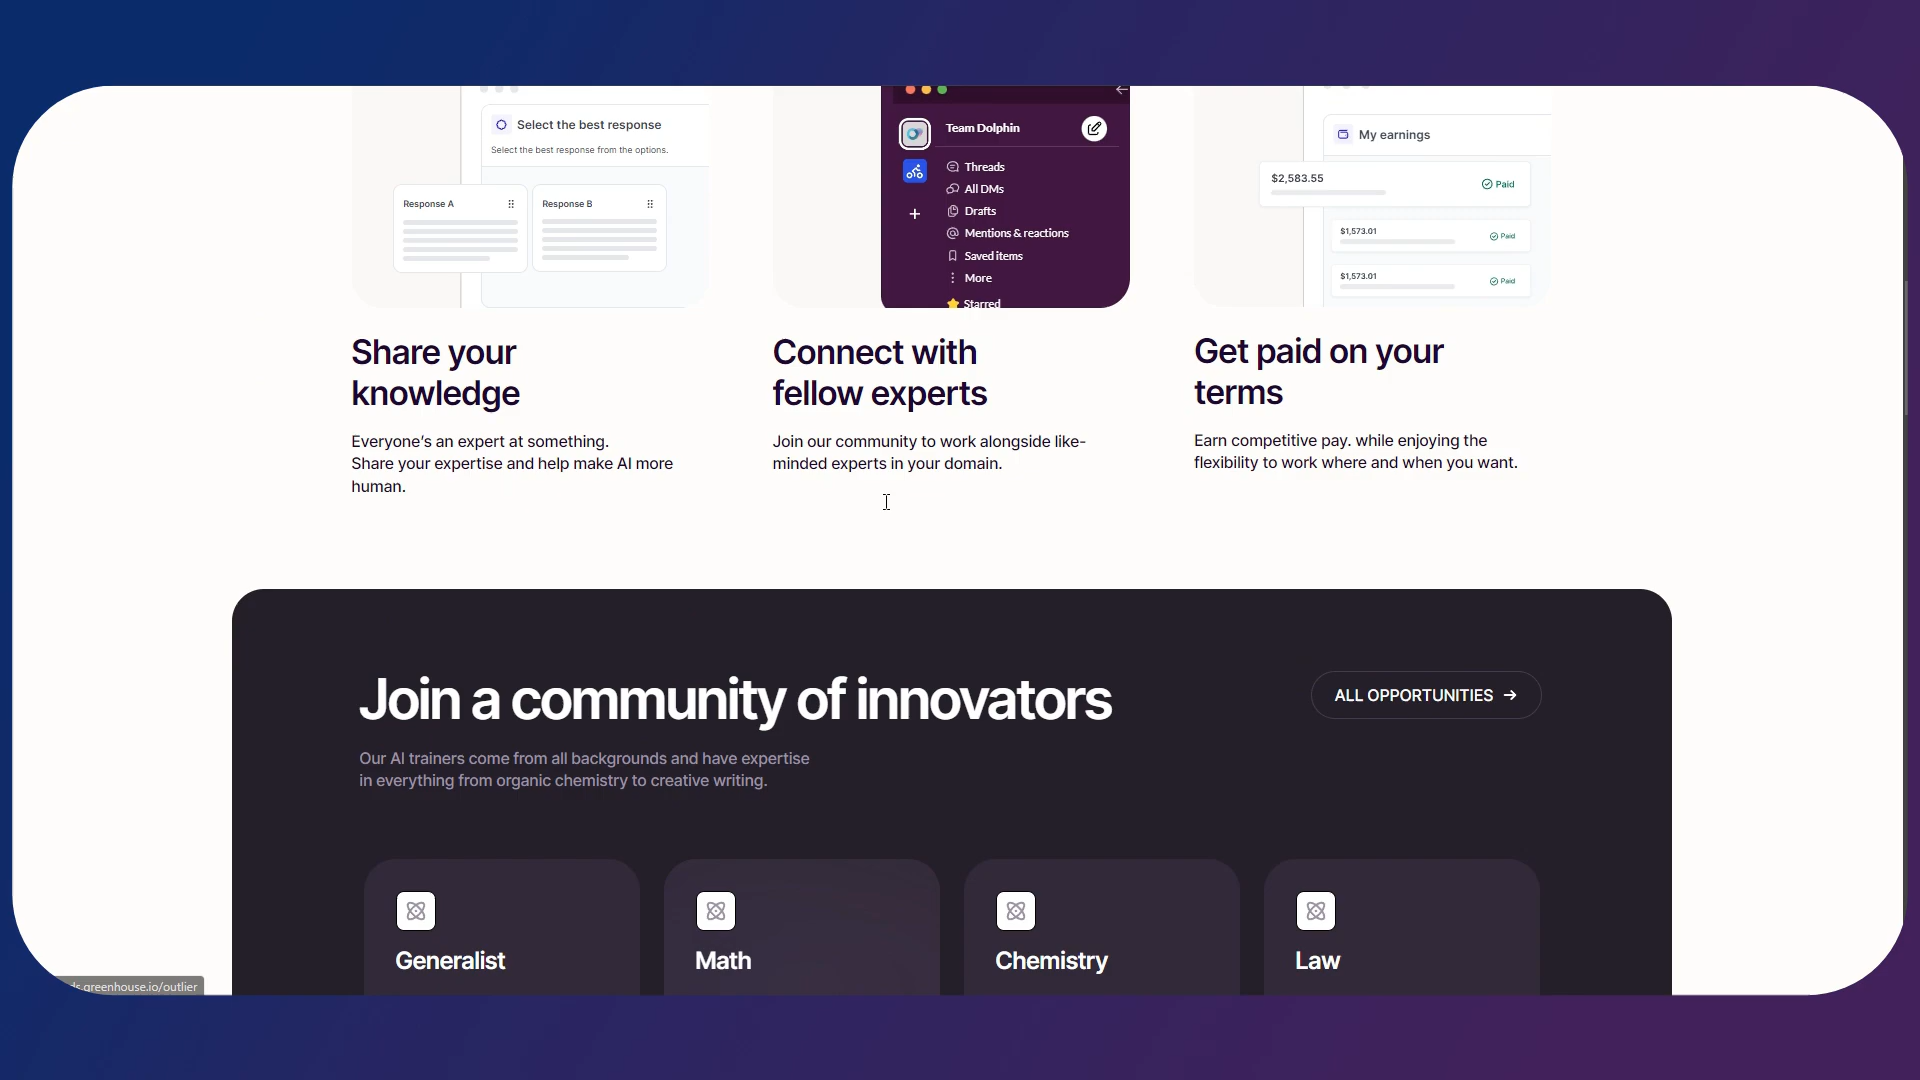 Select the best response
Select the best response from the options.
Response A
Response B
Team Dolphin
Threads
All DMs
Drafts
Mentions & reactions
Saved items
More
Starred
My earnings
$2,583.55
Paid
$1,573.01
Paid
$1,573.01
Paid
Share your
knowledge
Everyone's an expert at something.
Share your expertise and help make AI more
human.
Connect with
fellow experts
Join our community to work alongside like-
minded experts in your domain.
Get paid on your
terms
Earn competitive pay. while enjoying the
flexibility to work where and when you want.
Join a community of innovators
ALL OPPORTUNITIES →
Our AI trainers come from all backgrounds and have expertise
in everything from organic chemistry to creative writing.
Generalist
Math
Chemistry
Law
ds.greenhouse.io/outlier